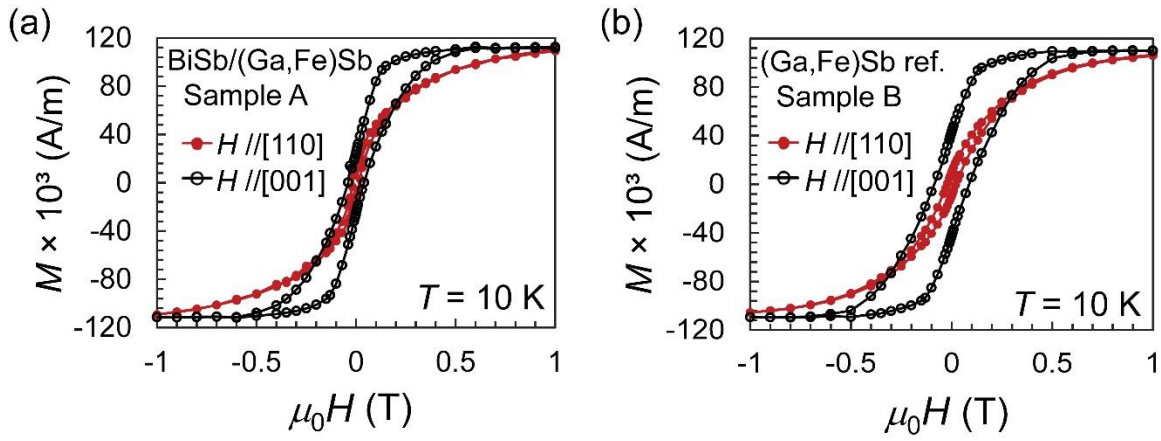 (a)
120
80
40
0
-40
-80
-120
M × 10³ (A/m)
BiSb/(Ga,Fe)Sb
Sample A
H //[110]
H //[001]
T = 10 K
-1 -0.5 0 0.5 1
μ₀H (T)
(b)
120
80
40
0
-40
-80
-120
M × 10³ (A/m)
(Ga,Fe)Sb ref.
Sample B
H //[110]
H //[001]
T = 10 K
-1 -0.5 0 0.5 1
μ₀H (T)